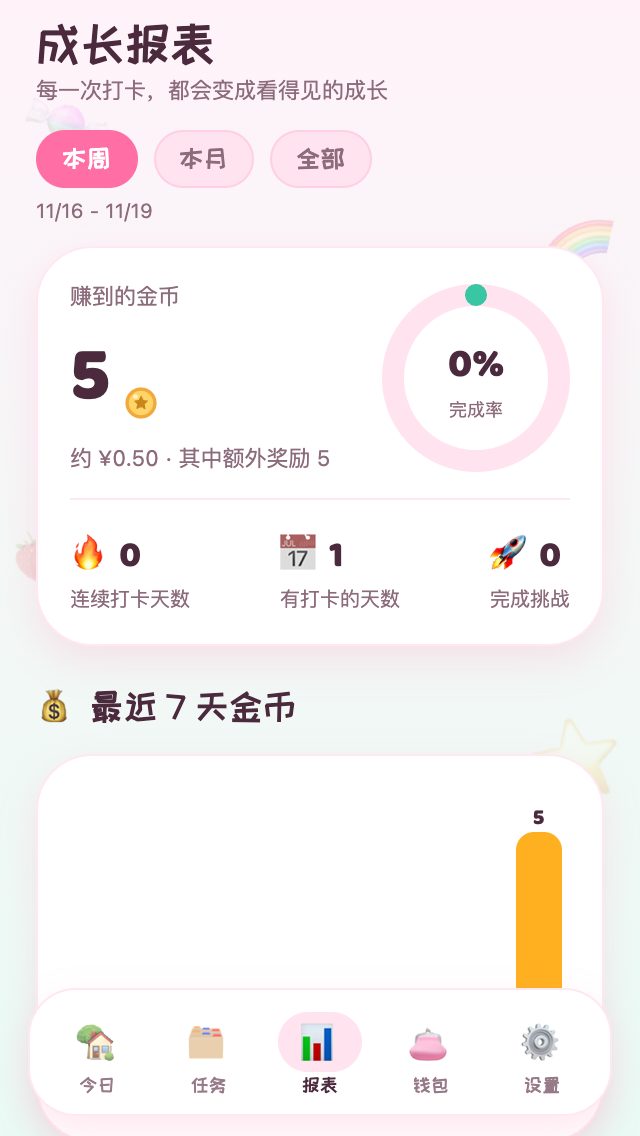 成长报表
每一次打卡，都会变成看得见的成长
本周 本月 全部
11/16 - 11/19
赚到的金币
5
0%
完成率
约 ¥0.50 · 其中额外奖励 5
JUL
17
0 1 0
连续打卡天数 有打卡的天数 完成挑战
最近 7 天金币
5
今日 任务 报表 钱包 设置